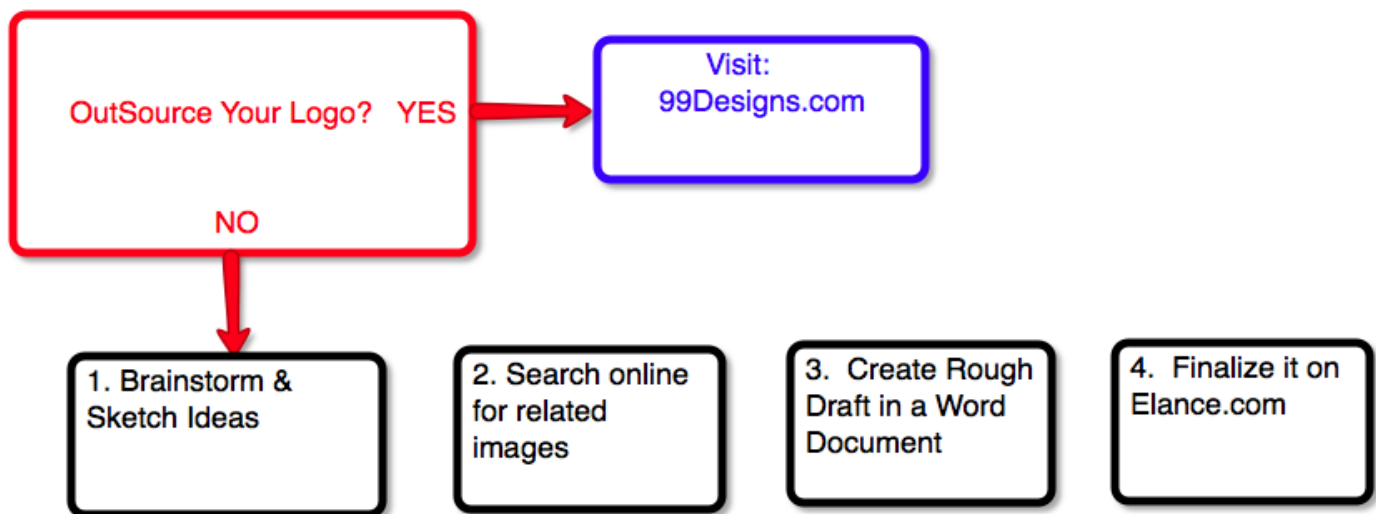 OutSource Your Logo? YES
NO
Visit:
99Designs.com
1. Brainstorm &
Sketch Ideas
2. Search online
for related
images
3. Create Rough
Draft in a Word
Document
4. Finalize it on
Elance.com